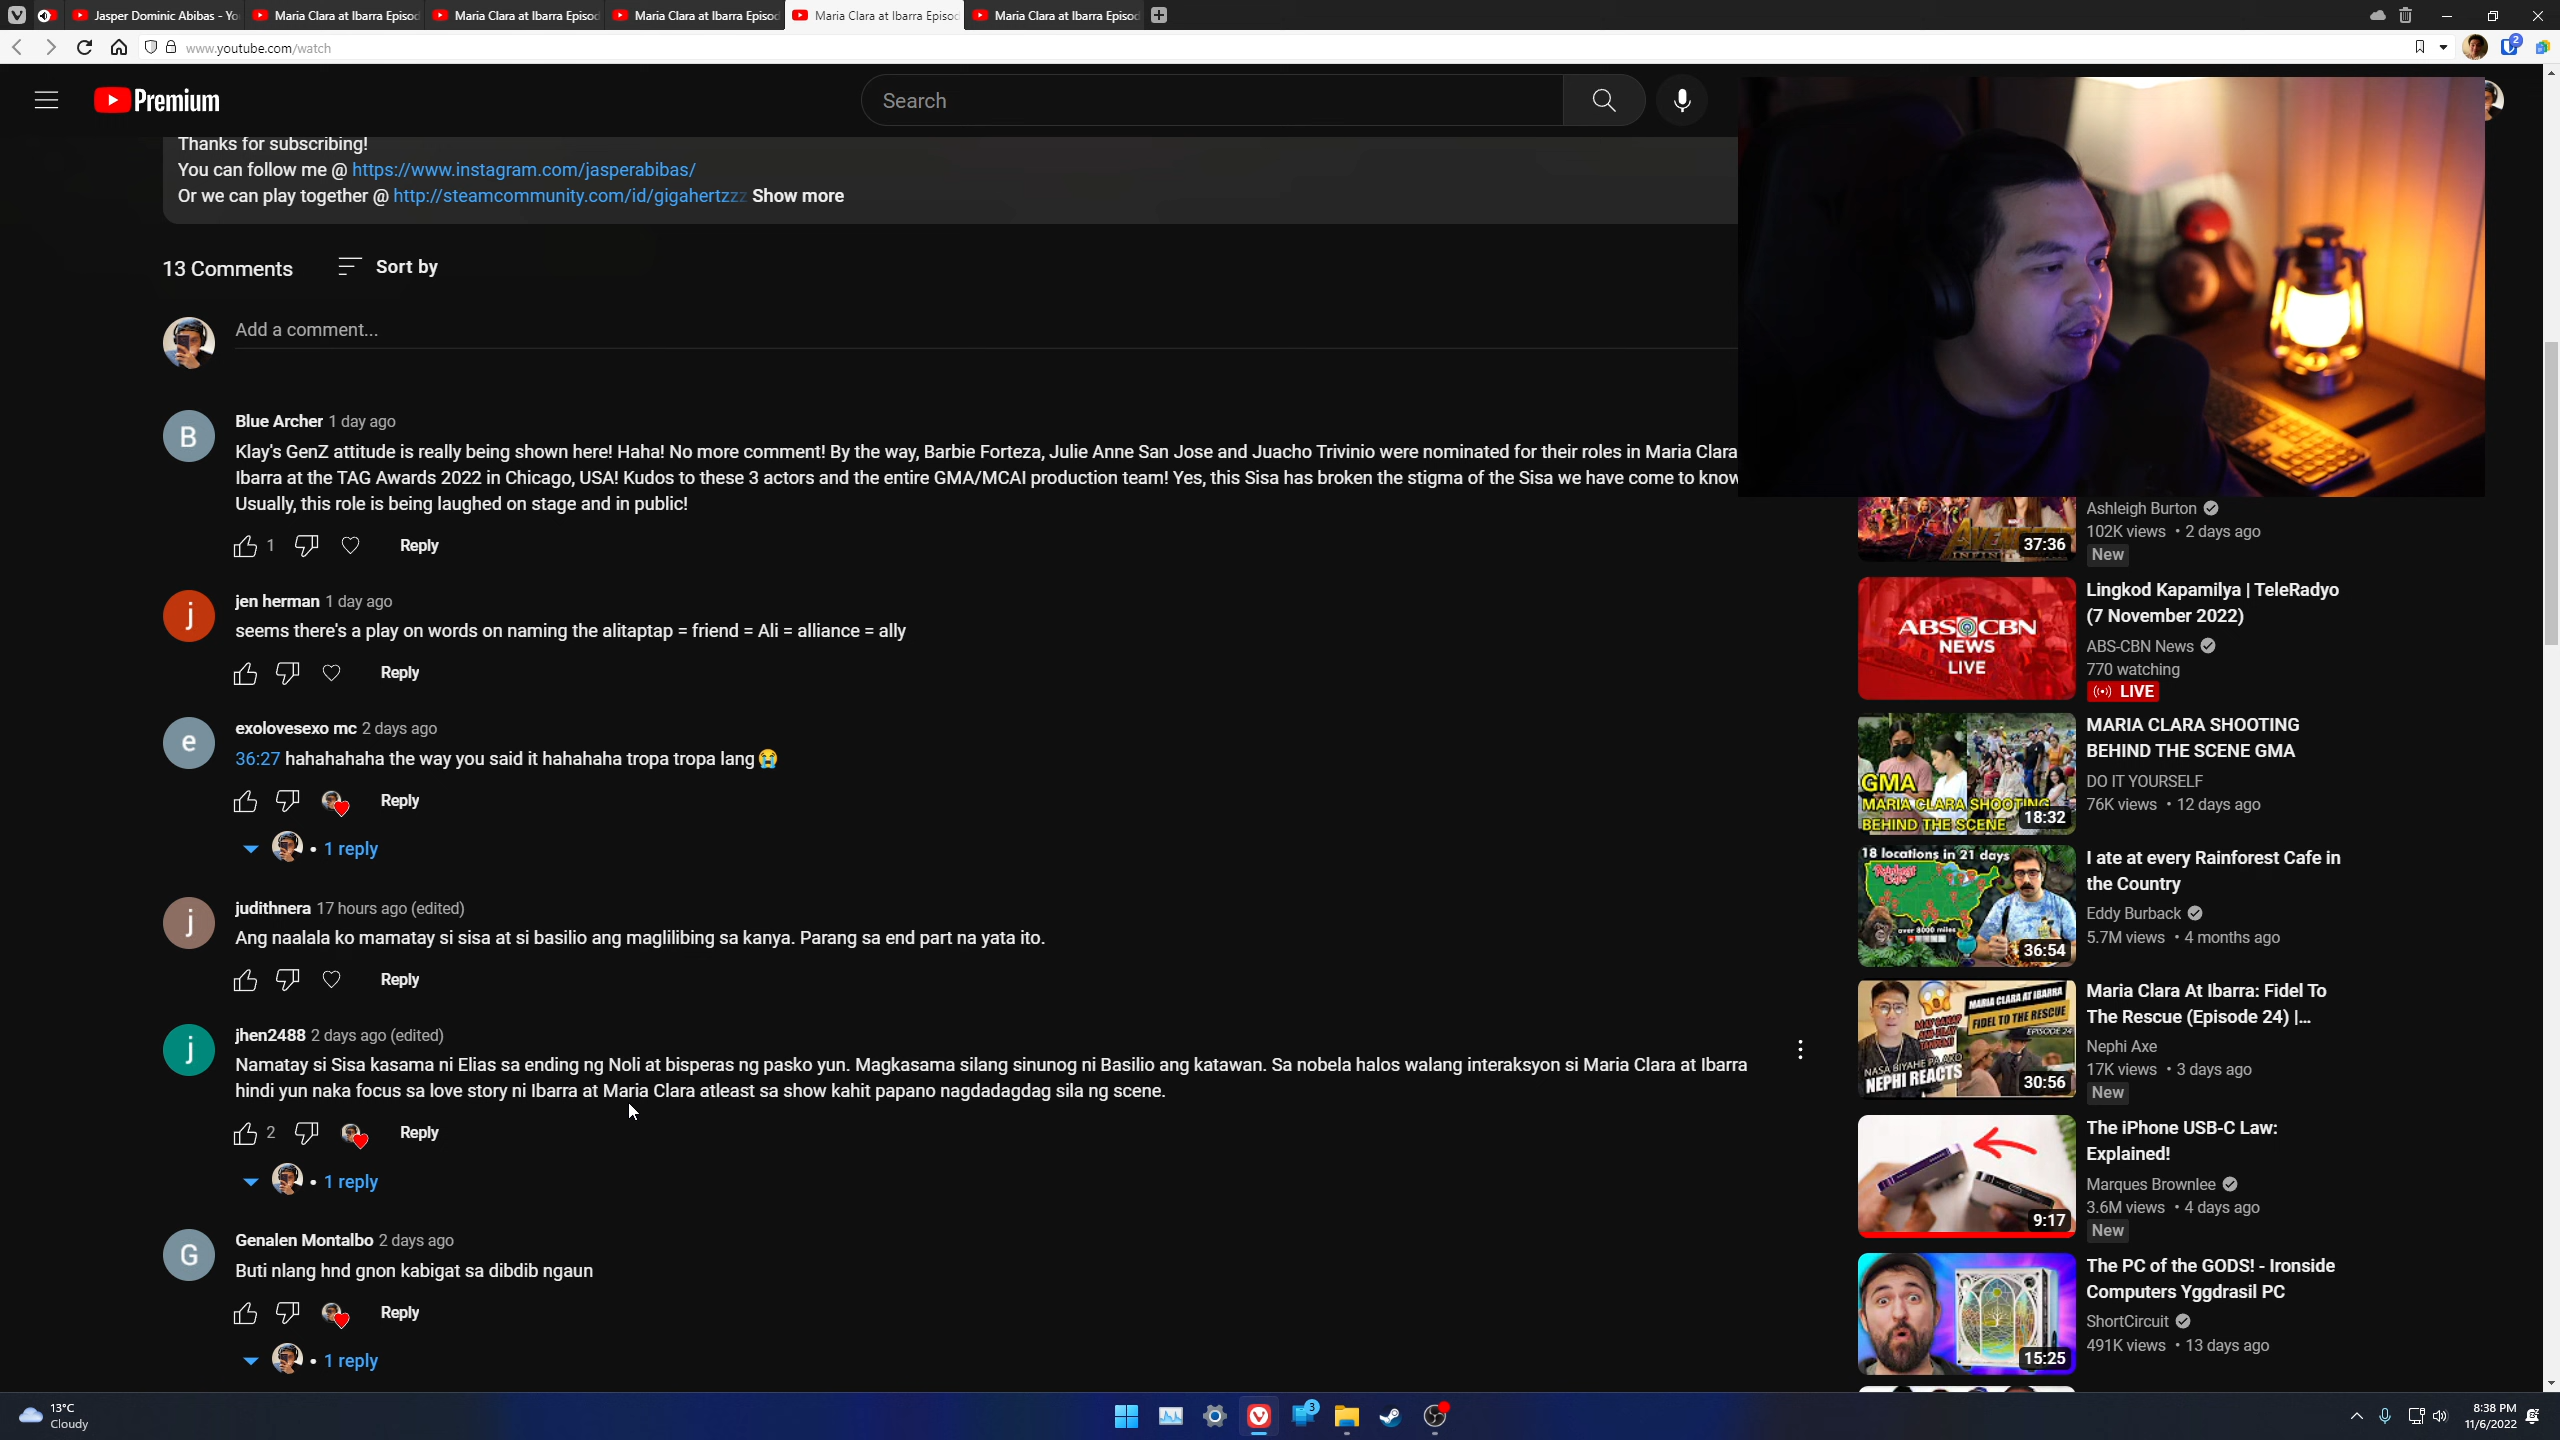 Jasper Dominic Abibas - Yo
Maria Clara at Ibarra Episod
Maria Clara at Ibarra Episod
Maria Clara at Ibarra Episod
Maria Clara at Ibarra Episod
Maria Clara at Ibarra Episod
www.youtube.com/watch
2
Premium
Search
Thanks for subscribing!
You can follow me @ https://www.instagram.com/jasperabibas/
Or we can play together @ http://steamcommunity.com/id/gigahertzzz Show more
13 Comments
Sort by
Add a comment...
B
Blue Archer 1 day ago
Klay's GenZ attitude is really being shown here! Haha! No more comment! By the way, Barbie Forteza, Julie Anne San Jose and Juacho Trivinio were nominated for their roles in Maria Clara
Ibarra at the TAG Awards 2022 in Chicago, USA! Kudos to these 3 actors and the entire GMA/MCAI production team! Yes, this Sisa has broken the stigma of the Sisa we have come to know
Usually, this role is being laughed on stage and in public!
1 Reply
j
jen herman 1 day ago
seems there's a play on words on naming the alitaptap = friend = Ali = alliance = ally
Reply
e
exolovesexo mc 2 days ago
36:27 hahahahaha the way you said it hahahaha tropa tropa lang😭
Reply
• 1 reply
j
judithnera 17 hours ago (edited)
Ang naalala ko mamatay si sisa at si basilio ang maglilibing sa kanya. Parang sa end part na yata ito.
Reply
j
jhen2488 2 days ago (edited)
Namatay si Sisa kasama ni Elias sa ending ng Noli at bisperas ng pasko yun. Magkasama silang sinunog ni Basilio ang katawan. Sa nobela halos walang interaksyon si Maria Clara at Ibarra
hindi yun naka focus sa love story ni Ibarra at Maria Clara atleast sa show kahit papano nagdadagdag sila ng scene.
2 Reply
• 1 reply
G
Genalen Montalbo 2 days ago
Buti nlang hnd gnon kabigat sa dibdib ngaun
Reply
• 1 reply
37:36
Ashleigh Burton
102K views • 2 days ago
New
ABS-CBN
NEWS
LIVE
Lingkod Kapamilya | TeleRadyo
(7 November 2022)
ABS-CBN News
770 watching
LIVE
GMA
MARIA CLARA SHOOTING
BEHIND THE SCENE
18:32
MARIA CLARA SHOOTING
BEHIND THE SCENE GMA
DO IT YOURSELF
76K views • 12 days ago
18 locations in 21 days
Rainforest Cafe
over 8000 miles
36:54
I ate at every Rainforest Cafe in
the Country
Eddy Burback
5.7M views • 4 months ago
MARIA CLARA AT IBARRA
FIDEL TO THE RESCUE
EPISODE 24
NASA BIYAHE PA AKO
NEPHI REACTS
30:56
Maria Clara At Ibarra: Fidel To
The Rescue (Episode 24) |...
Nephi Axe
17K views • 3 days ago
New
9:17
The iPhone USB-C Law:
Explained!
Marques Brownlee
3.6M views • 4 days ago
New
15:25
The PC of the GODS! - Ironside
Computers Yggdrasil PC
ShortCircuit
491K views • 13 days ago
13°C
Cloudy
3
8:38 PM
11/6/2022